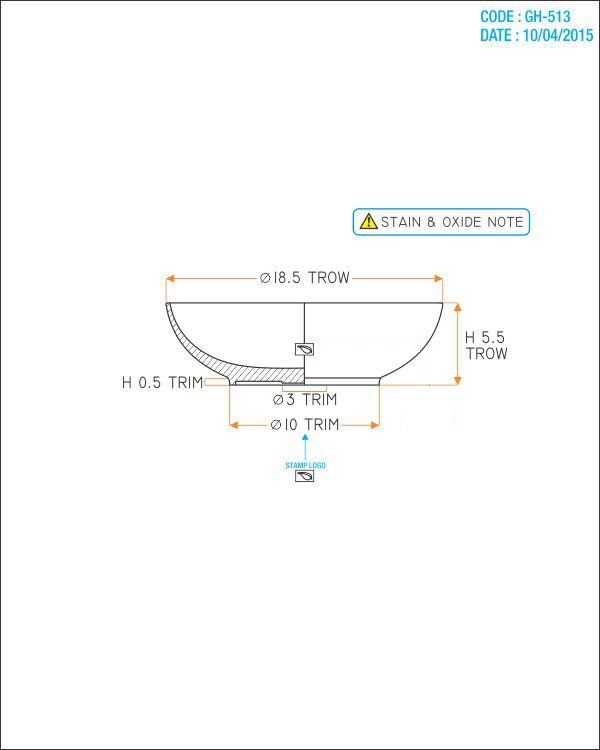 CODE : GH-513
DATE : 10/04/2015
STAIN & OXIDE NOTE
Ø18.5 TROW
H 5.5
TROW
H 0.5 TRIM
Ø3 TRIM
Ø10 TRIM
STAMP LOGO